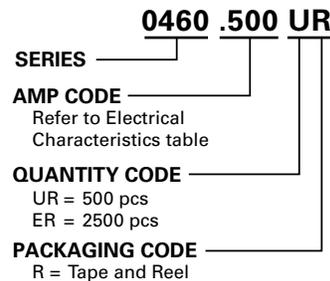 0460 .500 UR
SERIES
AMP CODE
Refer to Electrical
Characteristics table
QUANTITY CODE
UR = 500 pcs
ER = 2500 pcs
PACKAGING CODE
R = Tape and Reel